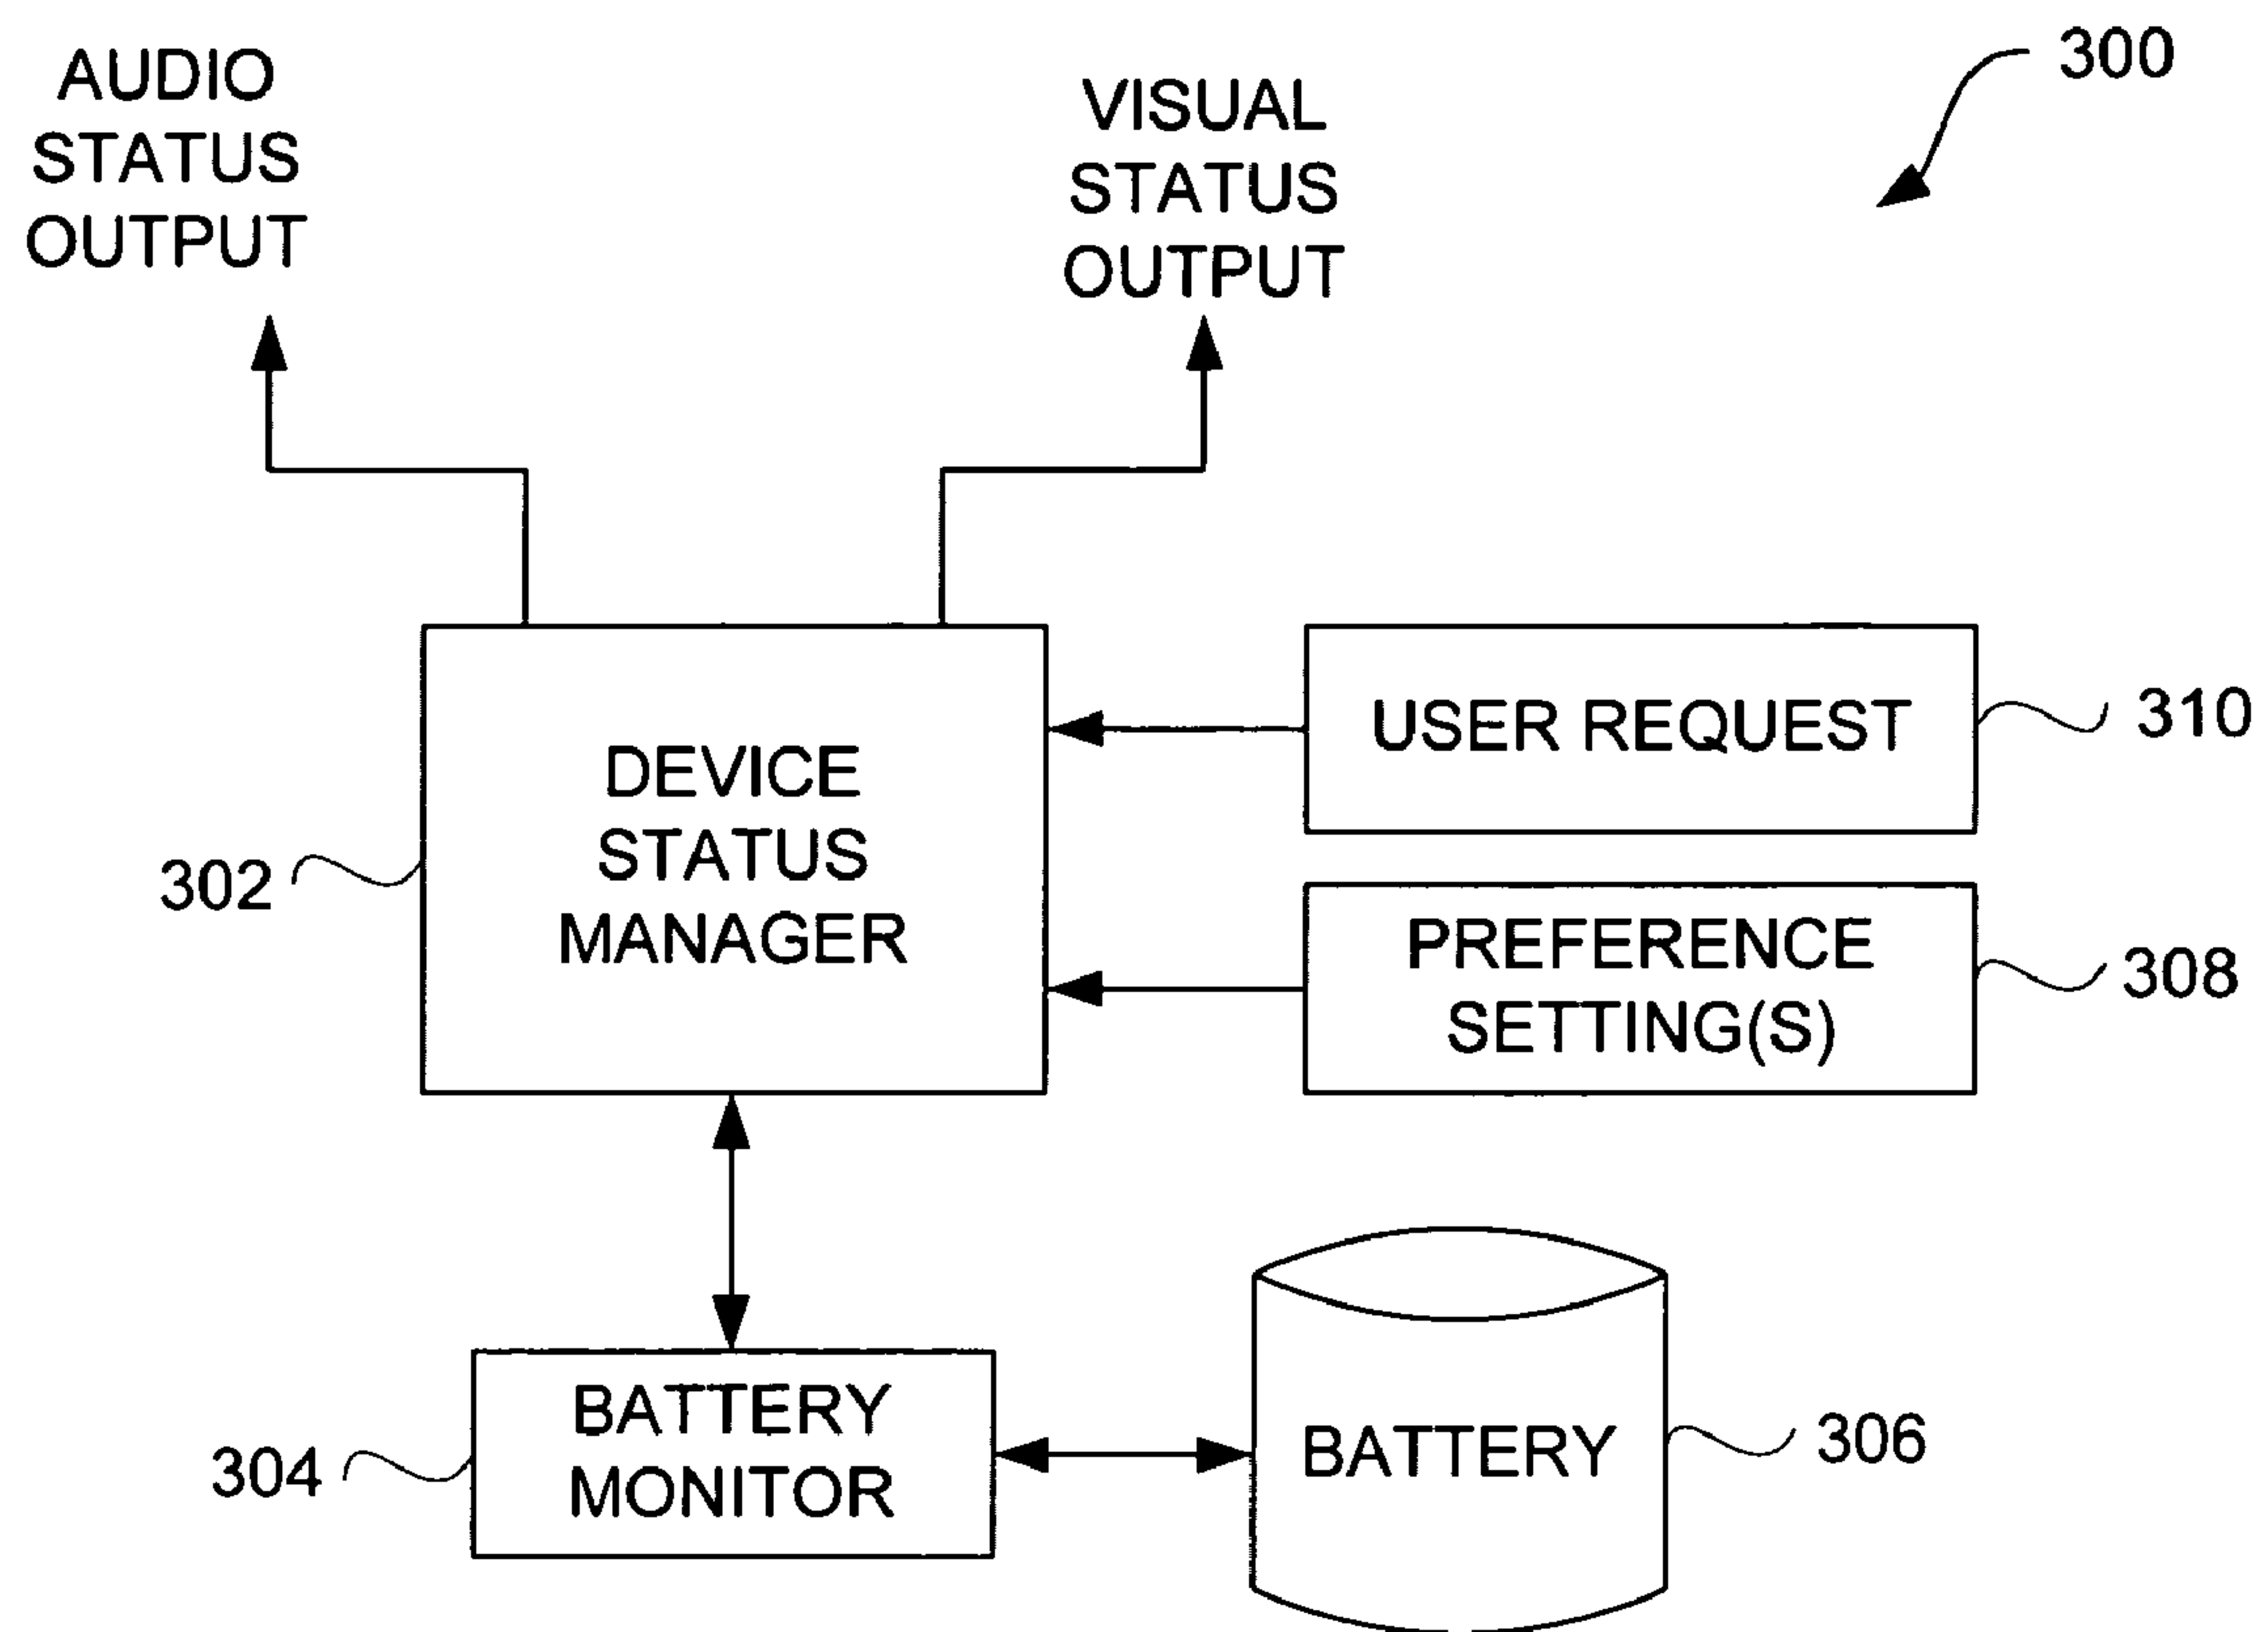 AUDIO
STATUS
OUTPUT
VISUAL
STATUS
OUTPUT
300
DEVICE
STATUS
MANAGER
302
USER REQUEST
310
PREFERENCE
SETTING(S)
308
BATTERY
MONITOR
304
BATTERY
306